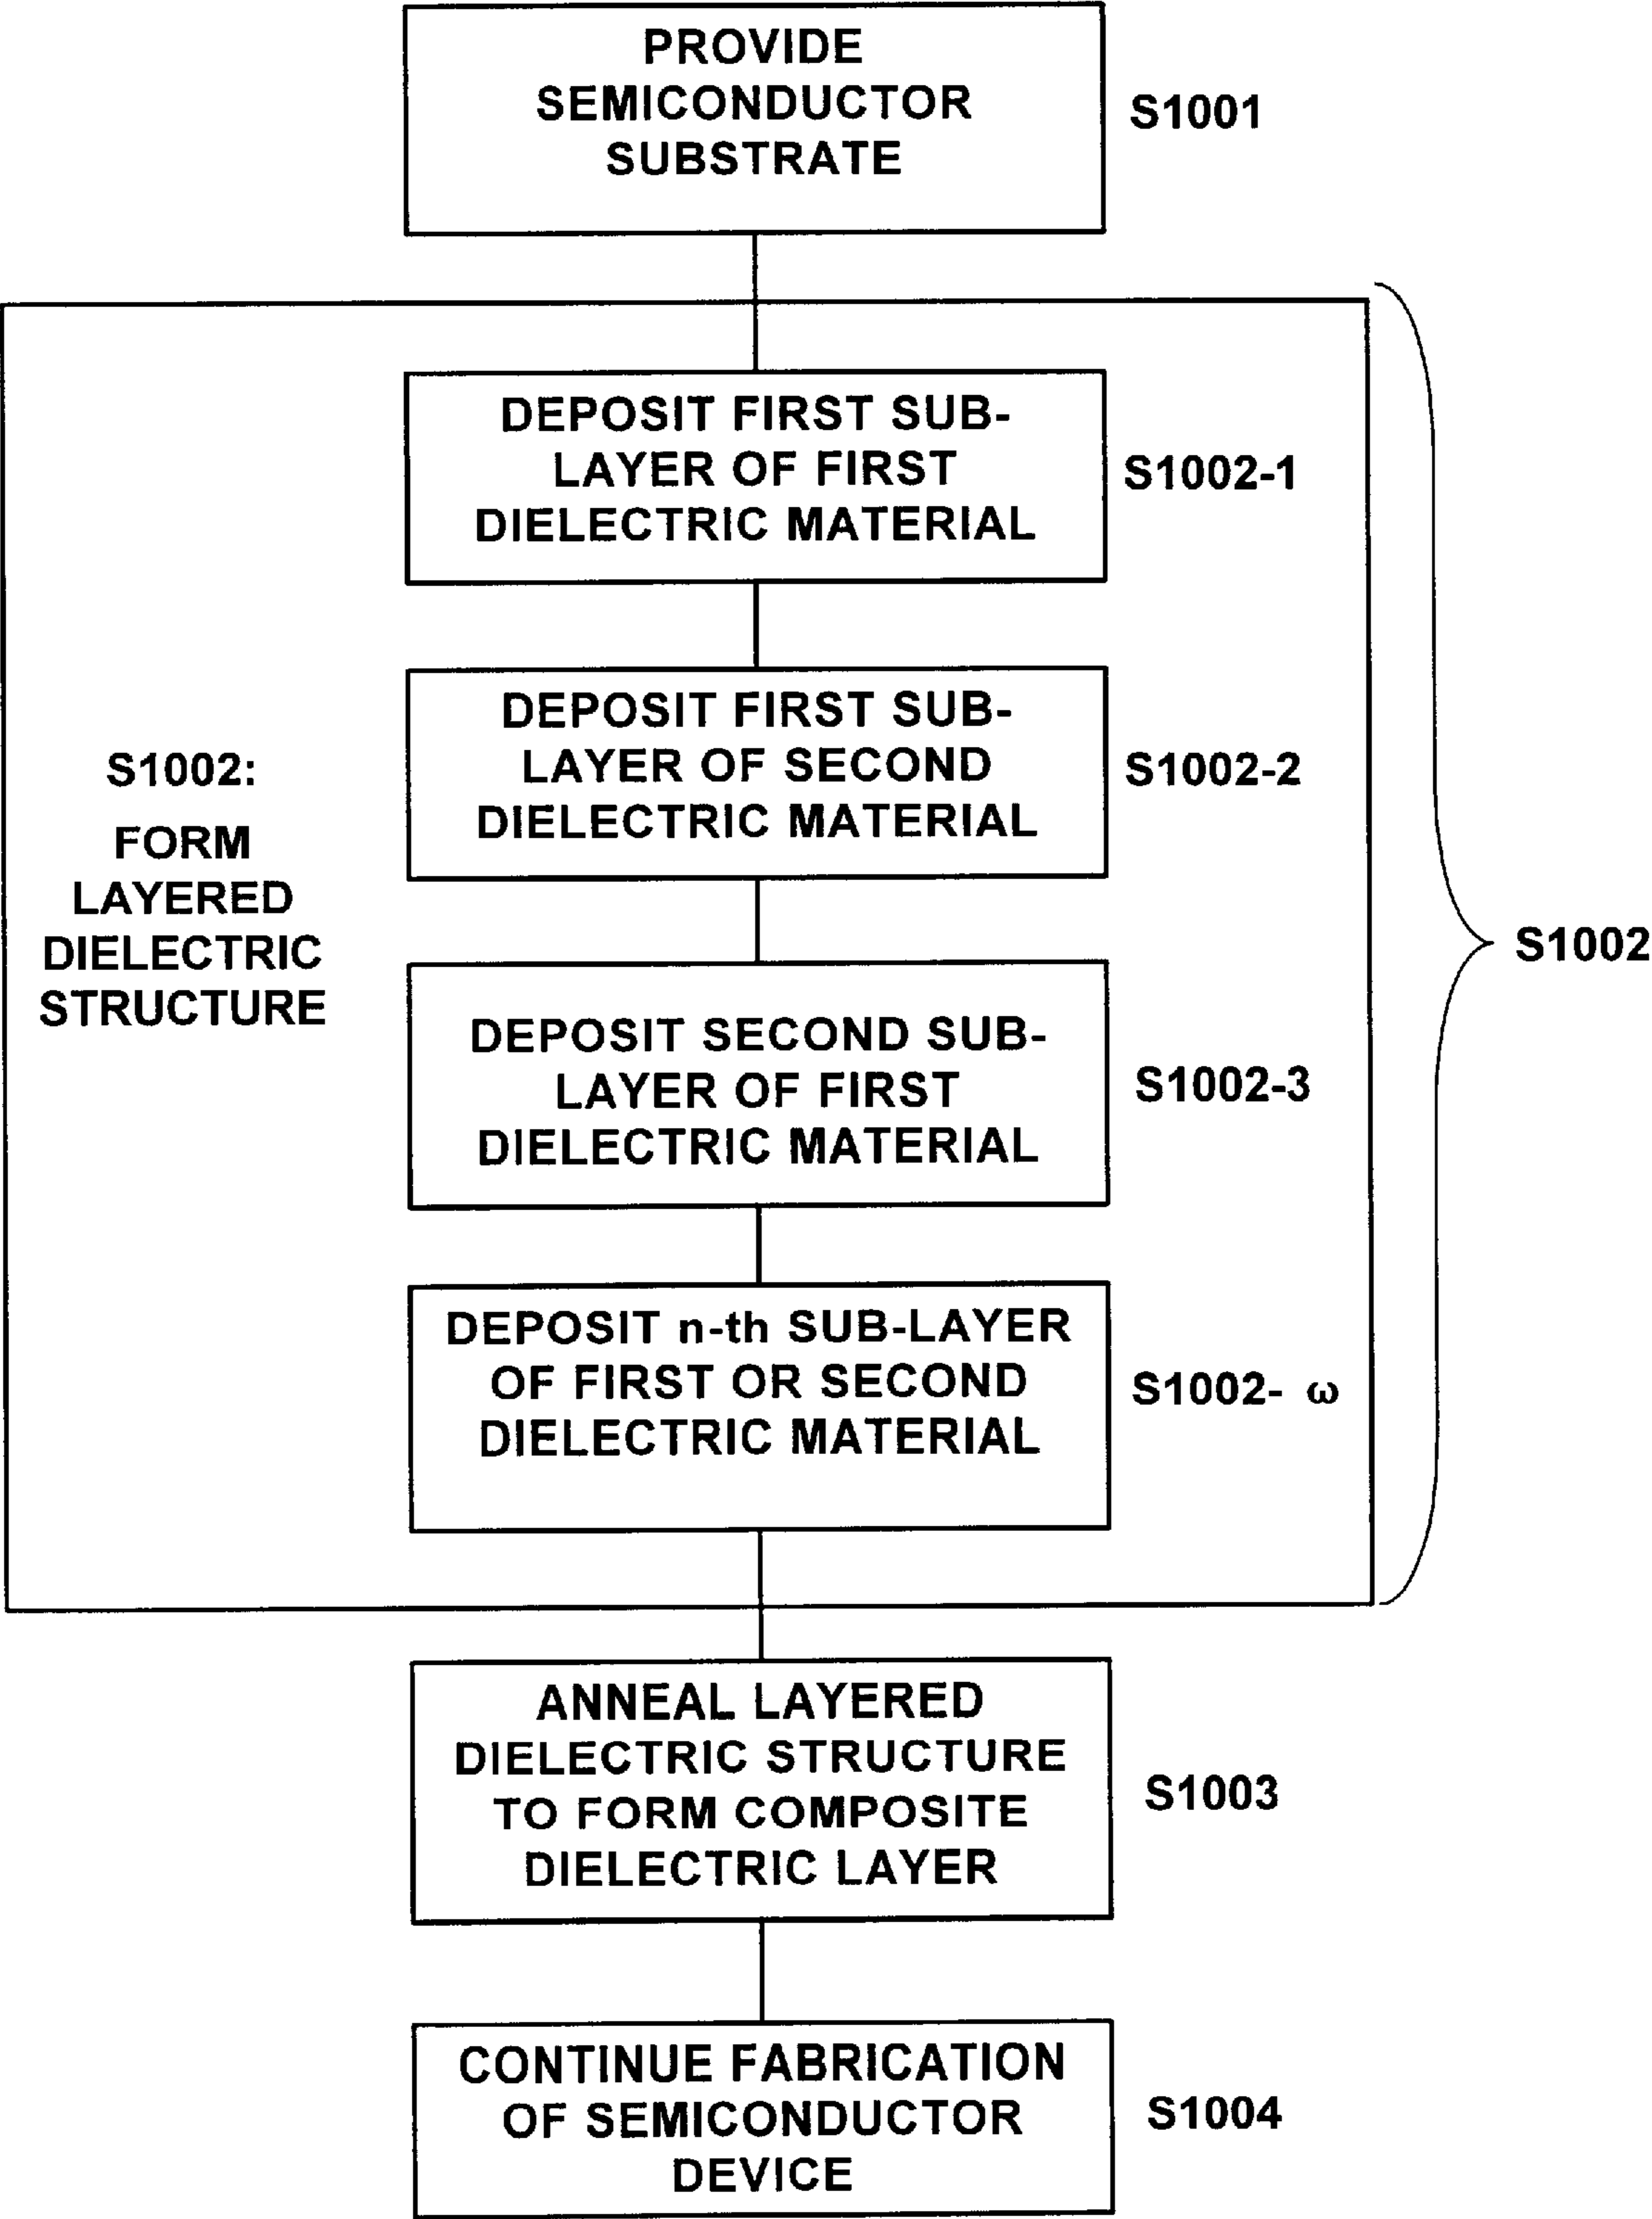 PROVIDE
SEMICONDUCTOR
SUBSTRATE
S1001
DEPOSIT FIRST SUB-
LAYER OF FIRST
DIELECTRIC MATERIAL
S1002-1
DEPOSIT FIRST SUB-
LAYER OF SECOND
DIELECTRIC MATERIAL
S1002-2
S1002:
FORM
LAYERED
DIELECTRIC
STRUCTURE
S1002
DEPOSIT SECOND SUB-
LAYER OF FIRST
DIELECTRIC MATERIAL
S1002-3
DEPOSIT n-th SUB-LAYER
OF FIRST OR SECOND
DIELECTRIC MATERIAL
S1002- ω
ANNEAL LAYERED
DIELECTRIC STRUCTURE
TO FORM COMPOSITE
DIELECTRIC LAYER
S1003
CONTINUE FABRICATION
OF SEMICONDUCTOR
DEVICE
S1004